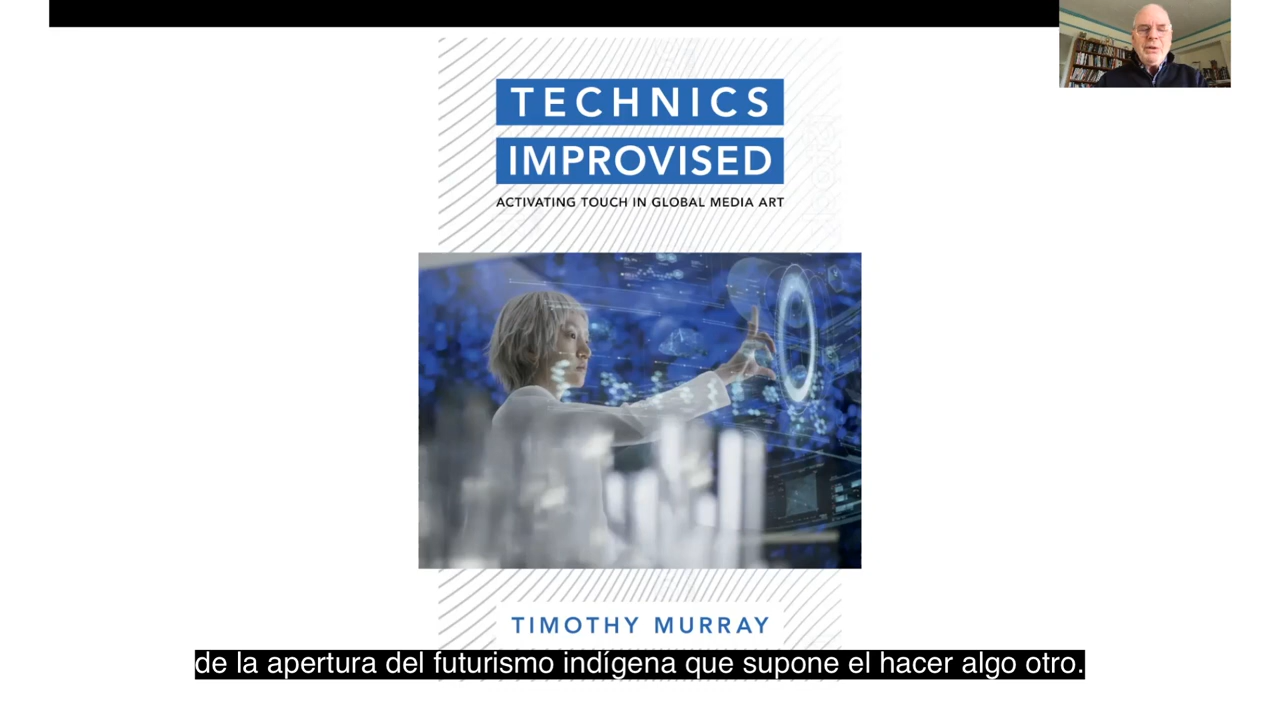 TECHNICS
IMPROVISED
ACTIVATING TOUCH IN GLOBAL MEDIA ART
TIMOTHY MURRAY
de la apertura del futurismo indígena que supone el hacer algo otro.